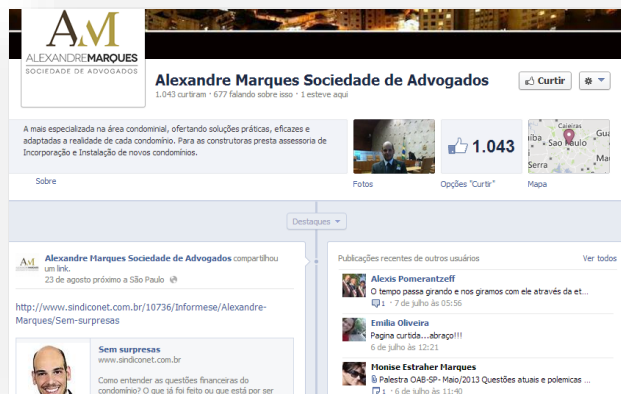 AM
ALEXANDREMARQUES
SOCIEDADE DE ADVOGADOS
Alexandre Marques Sociedade de Advogados
1.043 curtiram · 677 falando sobre isso · 1 esteve aqui
Curtir
A mais especializada na área condominial, ofertando soluções práticas, eficazes e
adaptadas a realidade de cada condomínio. Para as construtoras presta assessoria de
Incorporação e Instalação de novos condomínios.
Sobre
1.043
Caieiras
São Paulo
Serra
Fotos
Opções "Curtir"
Mapa
Destaques
AM
Alexandre Marques Sociedade de Advogados compartilhou
um link.
23 de agosto próximo a São Paulo
http://www.sindiconet.com.br/10736/Informese/Alexandre-
Marques/Sem-surpresas
Sem surpresas
www.sindiconet.com.br
Como entender as questões financeiras do
condomínio? O que já foi feito ou que está por ser
Publicações recentes de outros usuários
Ver todos
Alexis Pomerantzeff
O tempo passa girando e nos giramos com ele através da et...
1 · 7 de julho às 05:56
Emilia Oliveira
Pagina curtida...abraço!!!
6 de julho às 12:21
Monise Estraher Marques
Palestra OAB-SP- Maio/2013 Questões atuais e polemicas ...
1 · 6 de julho às 11:40